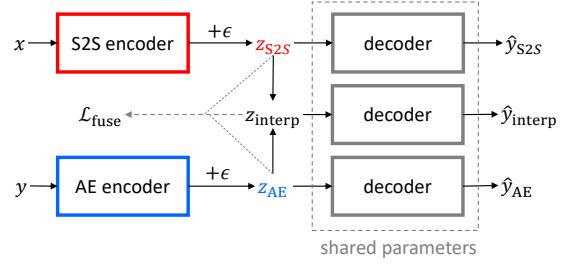 x S2S encoder +ϵ z_S2S decoder ŷ_S2S
ℒ_fuse z_interp decoder ŷ_interp
y AE encoder +ϵ z_AE decoder ŷ_AE
shared parameters